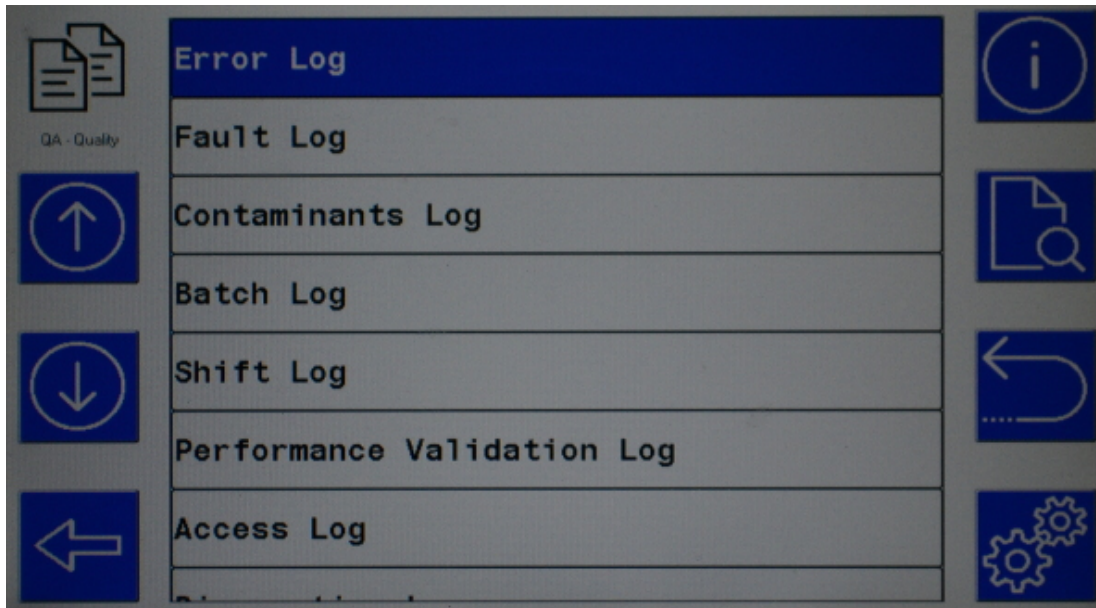 Error Log
QA - Quality
Fault Log
Contaminants Log
Batch Log
Shift Log
Performance Validation Log
Access Log